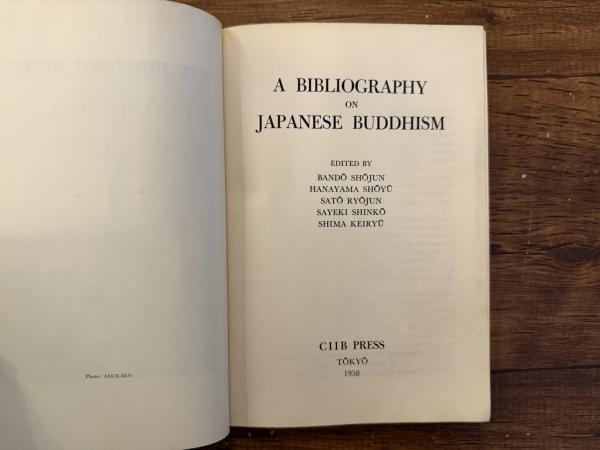 Photo: ASUKAEN
A BIBLIOGRAPHY
ON
JAPANESE BUDDHISM
EDITED BY
BANDŌ SHŌJUN
HANAYAMA SHŌYŪ
SATŌ RYŌJUN
SAYEKI SHINKŌ
SHIMA KEIRYŪ
CIIB PRESS
TŌKYŌ
1958